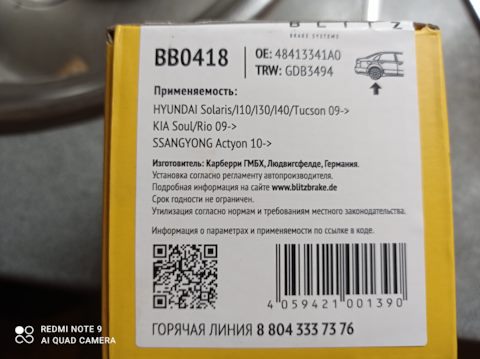 BLITZ
BRAKE SYSTEMS
BB0418
OE: 48413341A0
TRW: GDB3494
Применяемость:
HYUNDAI Solaris/I10/I30/I40/Tucson 09->
KIA Soul/Rio 09->
SSANGYONG Actyon 10->
Изготовитель: Карберри ГМБХ, Людвигсфелде, Германия.
Установка согласно регламенту автопроизводителя.
Подробная информация на сайте www.blitzbrake.de
Срок годности не ограничен.
Утилизация согласно нормам и требованиям местного законодательства.
Информация о параметрах и применяемости по ссылке в коде.
4 059421 001390
ГОРЯЧАЯ ЛИНИЯ 8 804 333 73 76
REDMI NOTE 9
AI QUAD CAMERA